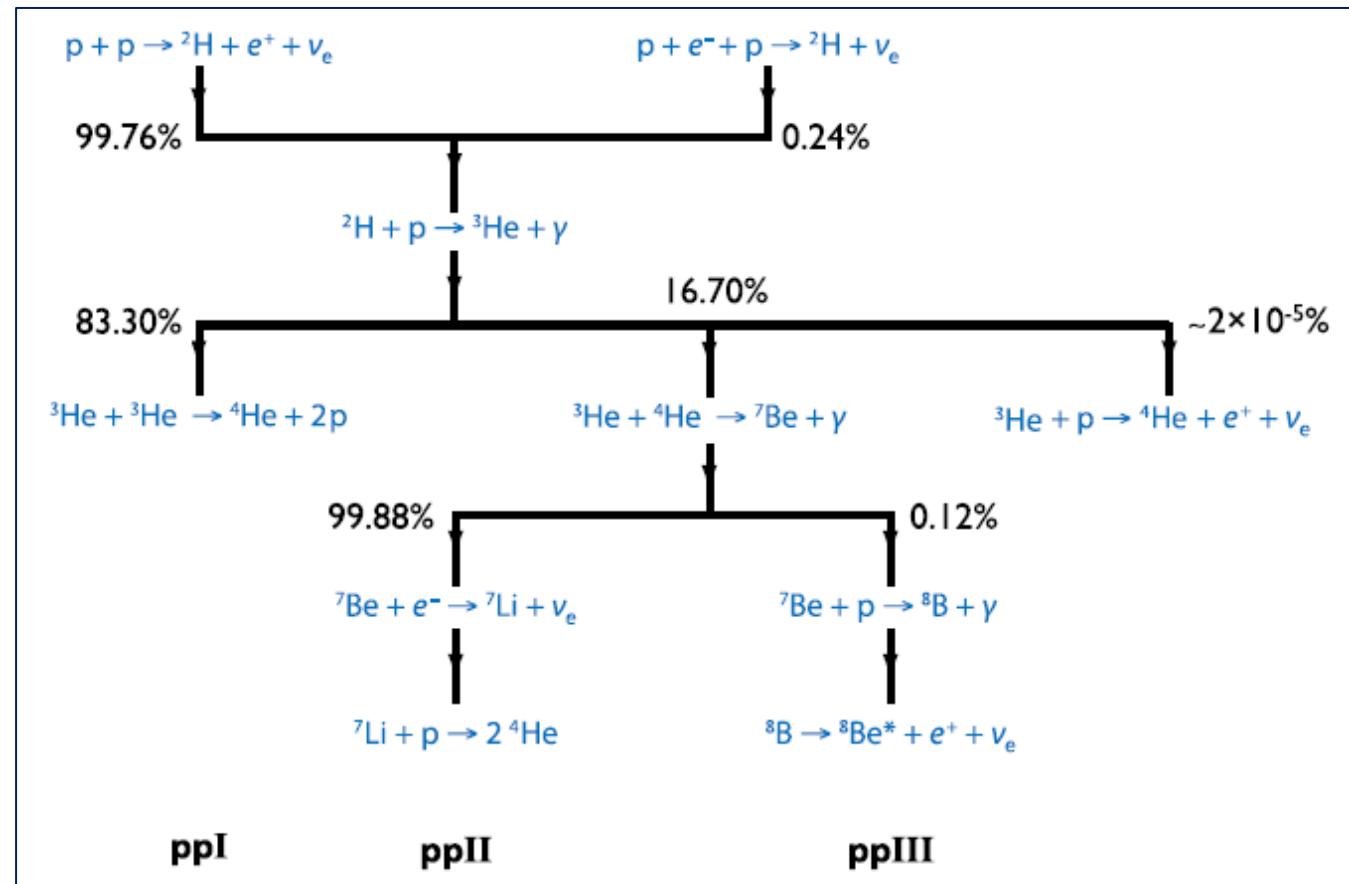 p + p → ²H + e⁺ + νₑ
p + e⁻ + p → ²H + νₑ
99.76%
0.24%
²H + p → ³He + γ
16.70%
83.30%
~2×10⁻⁵%
³He + ³He → ⁴He + 2p
³He + ⁴He → ⁷Be + γ
³He + p → ⁴He + e⁺ + νₑ
99.88%
0.12%
⁷Be + e⁻ → ⁷Li + νₑ
⁷Be + p → ⁸B + γ
⁷Li + p → 2 ⁴He
⁸B → ⁸Be* + e⁺ + νₑ
ppI
ppII
ppIII